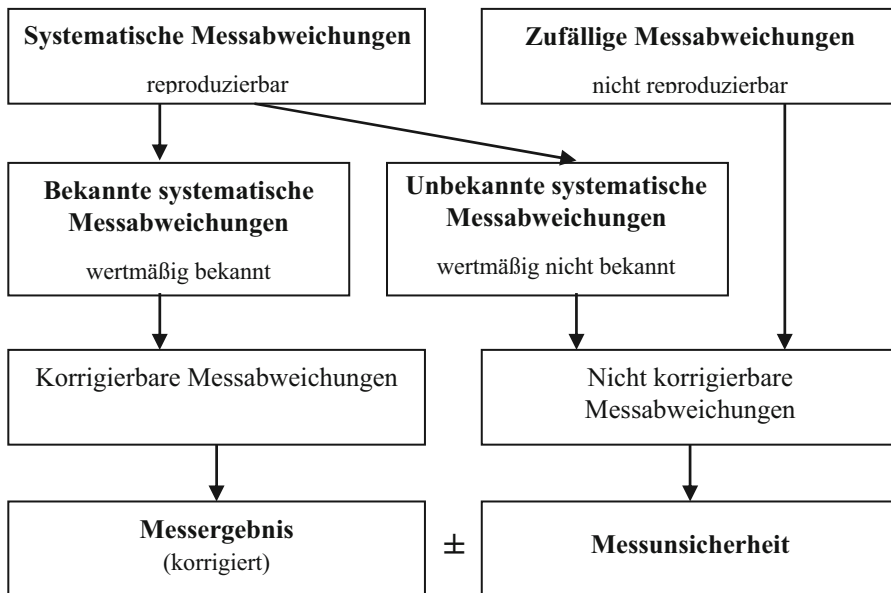 Systematische Messabweichungen
reproduzierbar
Zufällige Messabweichungen
nicht reproduzierbar
Bekannte systematische
Messabweichungen
wertmäßig bekannt
Unbekannte systematische
Messabweichungen
wertmäßig nicht bekannt
Korrigierbare Messabweichungen
Nicht korrigierbare
Messabweichungen
Messergebnis
(korrigiert)
±
Messunsicherheit